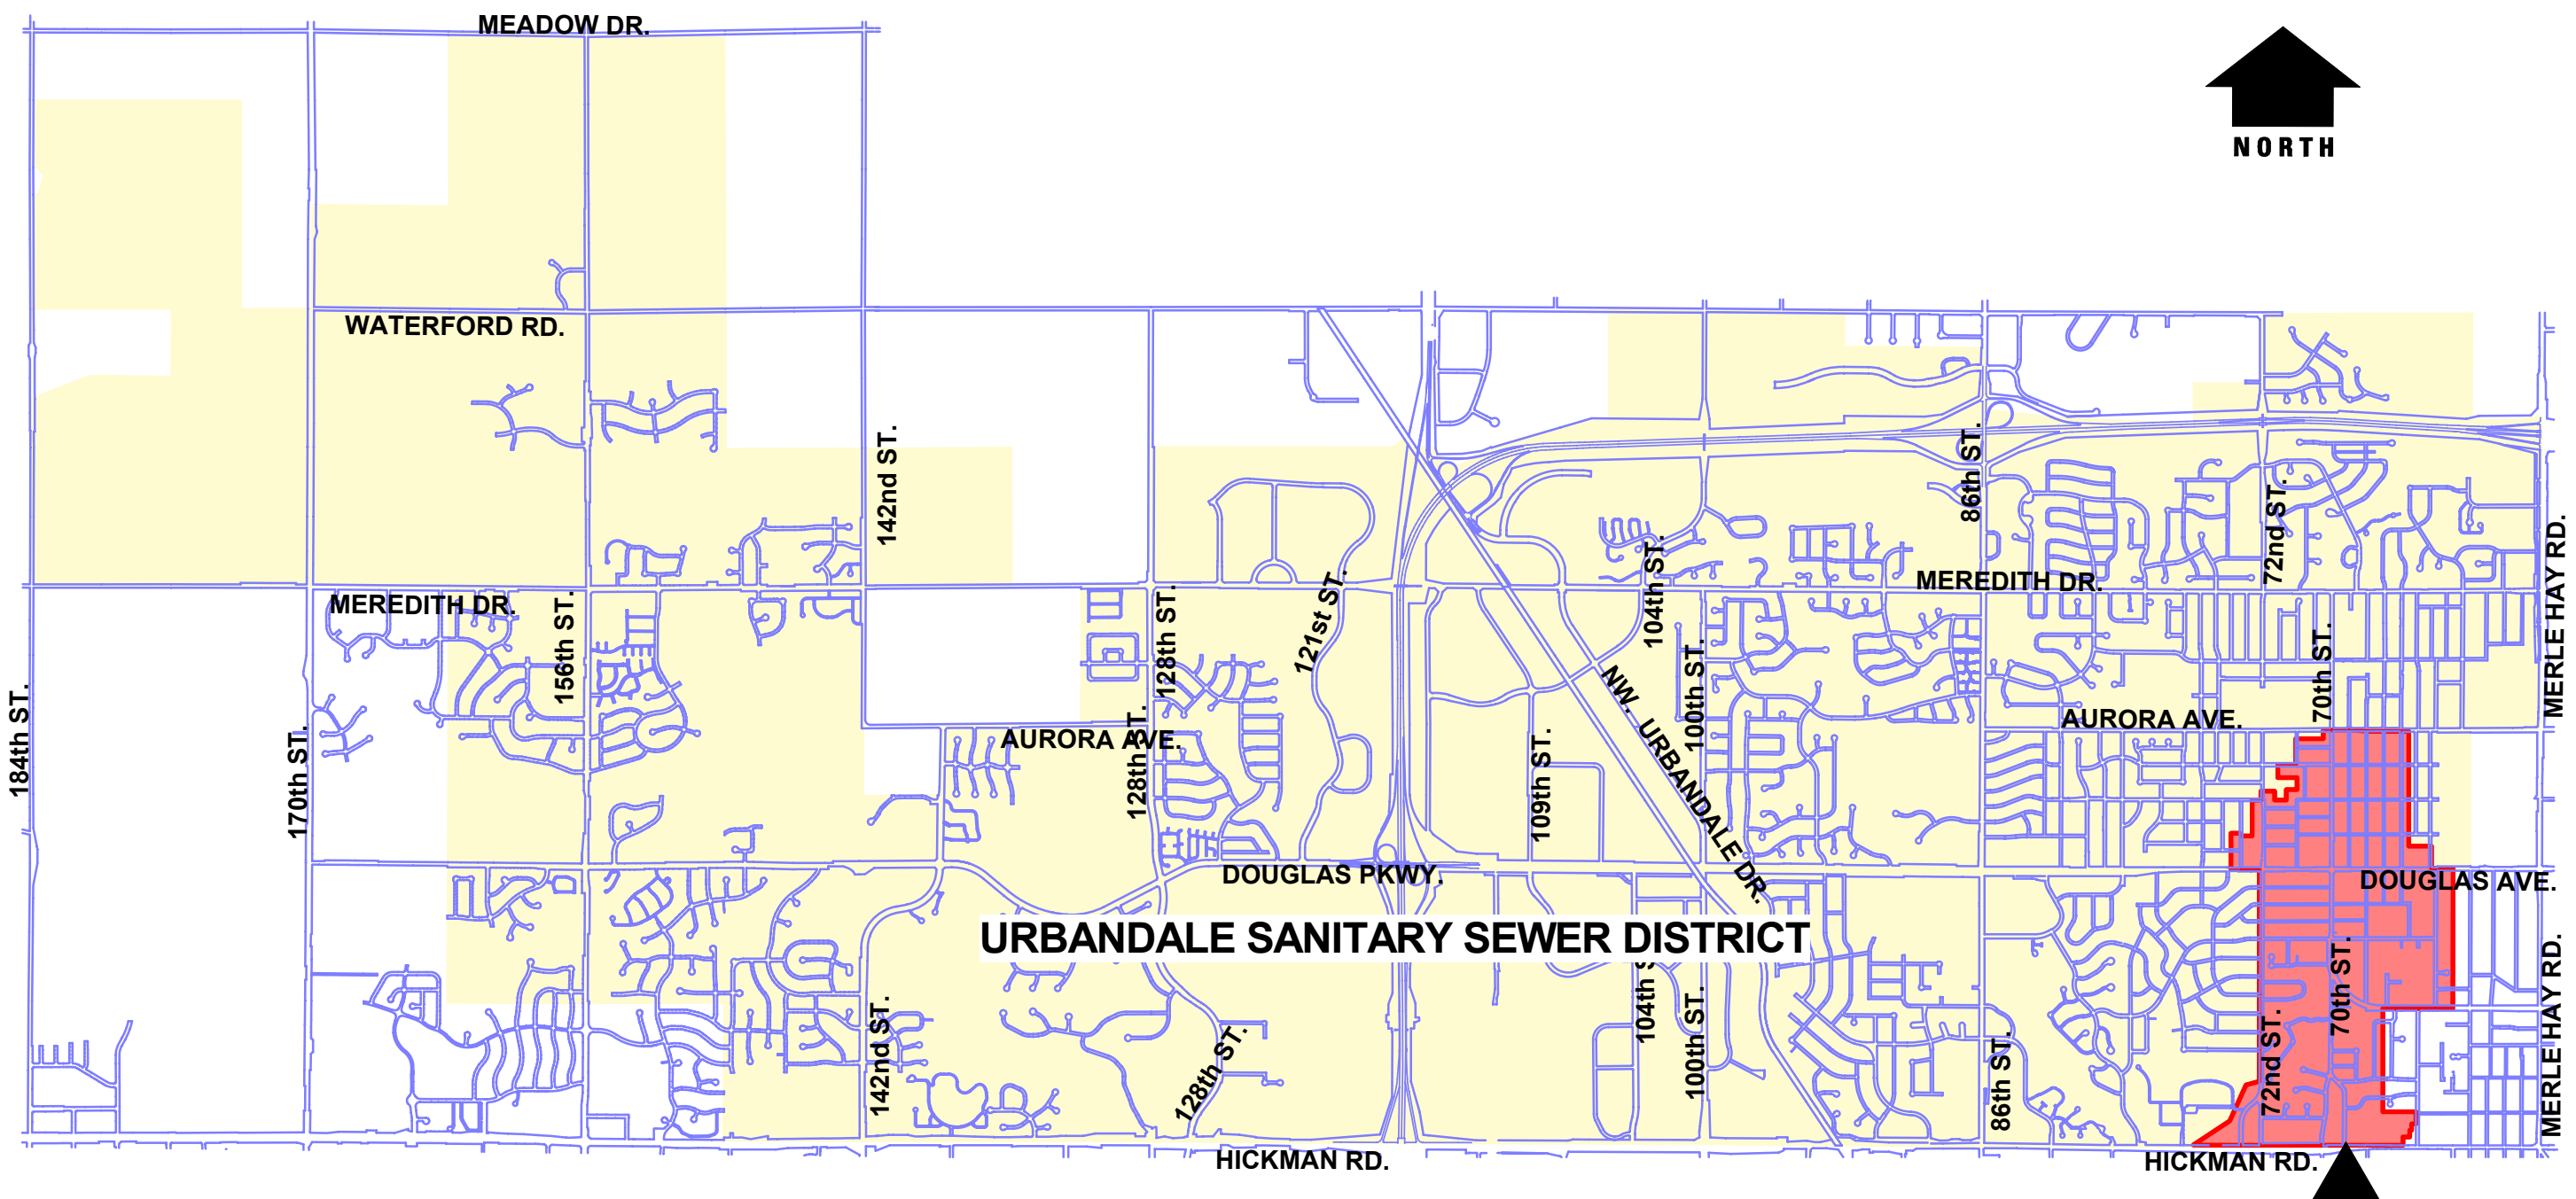 MEADOW DR.
NORTH
WATERFORD RD.
142nd ST.
86th ST.
72nd ST.
MERLE HAY RD.
MEREDITH DR.
MEREDITH DR.
156th ST.
128th ST.
121st ST.
104th ST.
100th ST.
70th ST.
184th ST.
170th ST.
AURORA AVE.
128th ST.
109th ST.
NW. URBANDALE DR.
AURORA AVE.
DOUGLAS PKWY.
DOUGLAS AVE.
URBANDALE SANITARY SEWER DISTRICT
142nd ST.
128th ST.
104th S
100th ST.
86th ST.
72nd ST.
70th ST.
MERLE HAY RD.
HICKMAN RD.
HICKMAN RD.